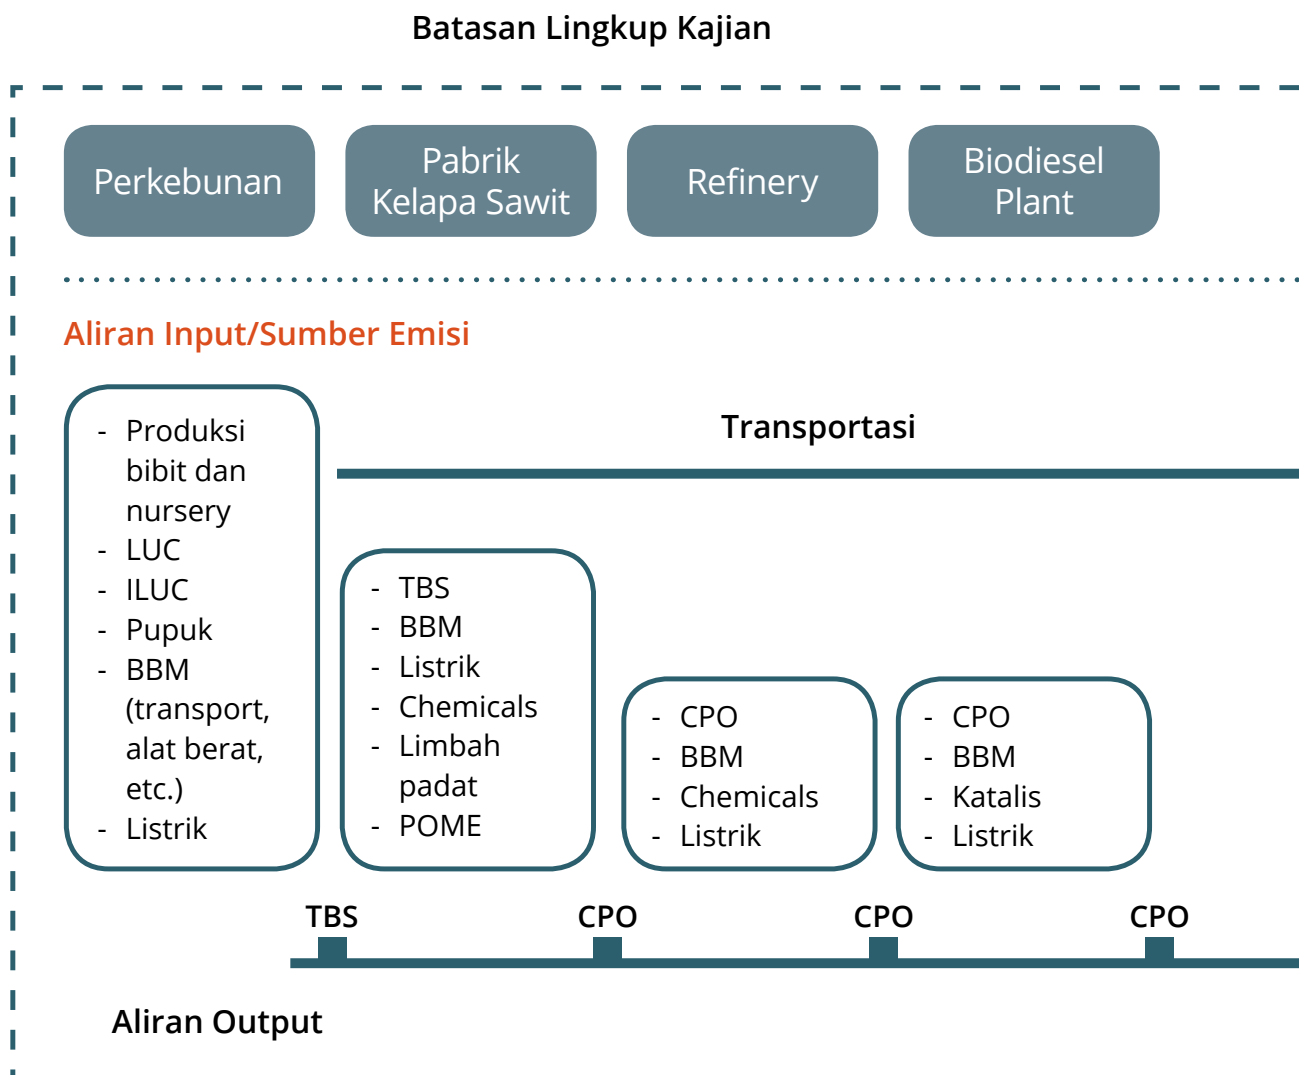 Batasan Lingkup Kajian
Perkebunan
Pabrik
Kelapa Sawit
Refinery
Biodiesel
Plant
Aliran Input/Sumber Emisi
Transportasi
- Produksi
bibit dan
nursery
- LUC
- ILUC
- Pupuk
- BBM
(transport,
alat berat,
etc.)
- Listrik
- TBS
- BBM
- Listrik
- Chemicals
- Limbah
padat
- POME
- CPO
- BBM
- Chemicals
- Listrik
- CPO
- BBM
- Katalis
- Listrik
TBS
CPO
CPO
CPO
Aliran Output